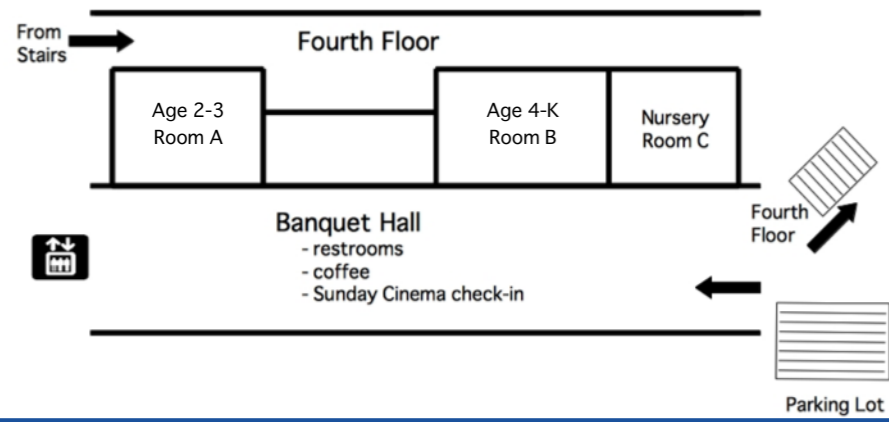 From
Stairs
Fourth Floor
Age 2-3
Room A
Age 4-K
Room B
Nursery
Room C
Banquet Hall
- restrooms
- coffee
- Sunday Cinema check-in
Fourth
Floor
Parking Lot